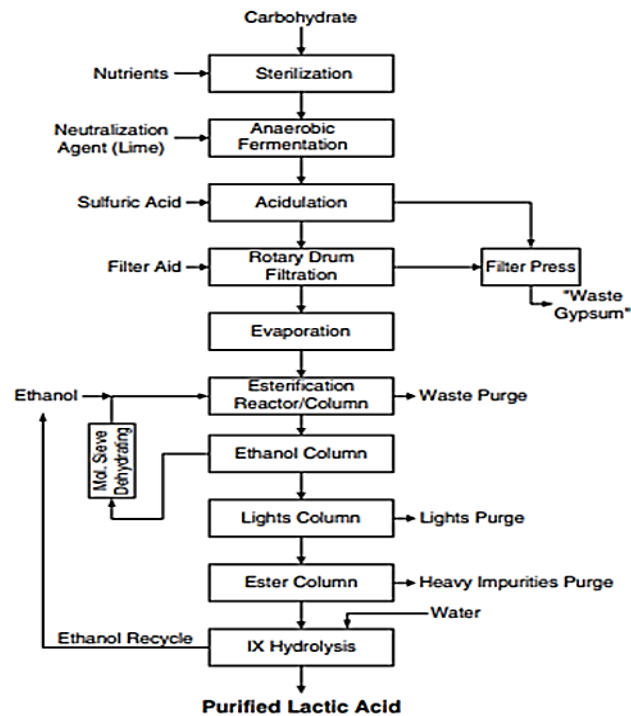 Carbohydrate
Nutrients
Sterilization
Neutralization
Agent (Lime)
Anaerobic
Fermentation
Sulfuric Acid
Acidulation
Filter Aid
Rotary Drum
Filtration
Filter Press
"Waste
Gypsum"
Evaporation
Ethanol
Esterification
Reactor/Column
Waste Purge
Mol. Sieve
Dehydrating
Ethanol Column
Lights Column
Lights Purge
Ester Column
Heavy Impurities Purge
Water
Ethanol Recycle
IX Hydrolysis
Purified Lactic Acid